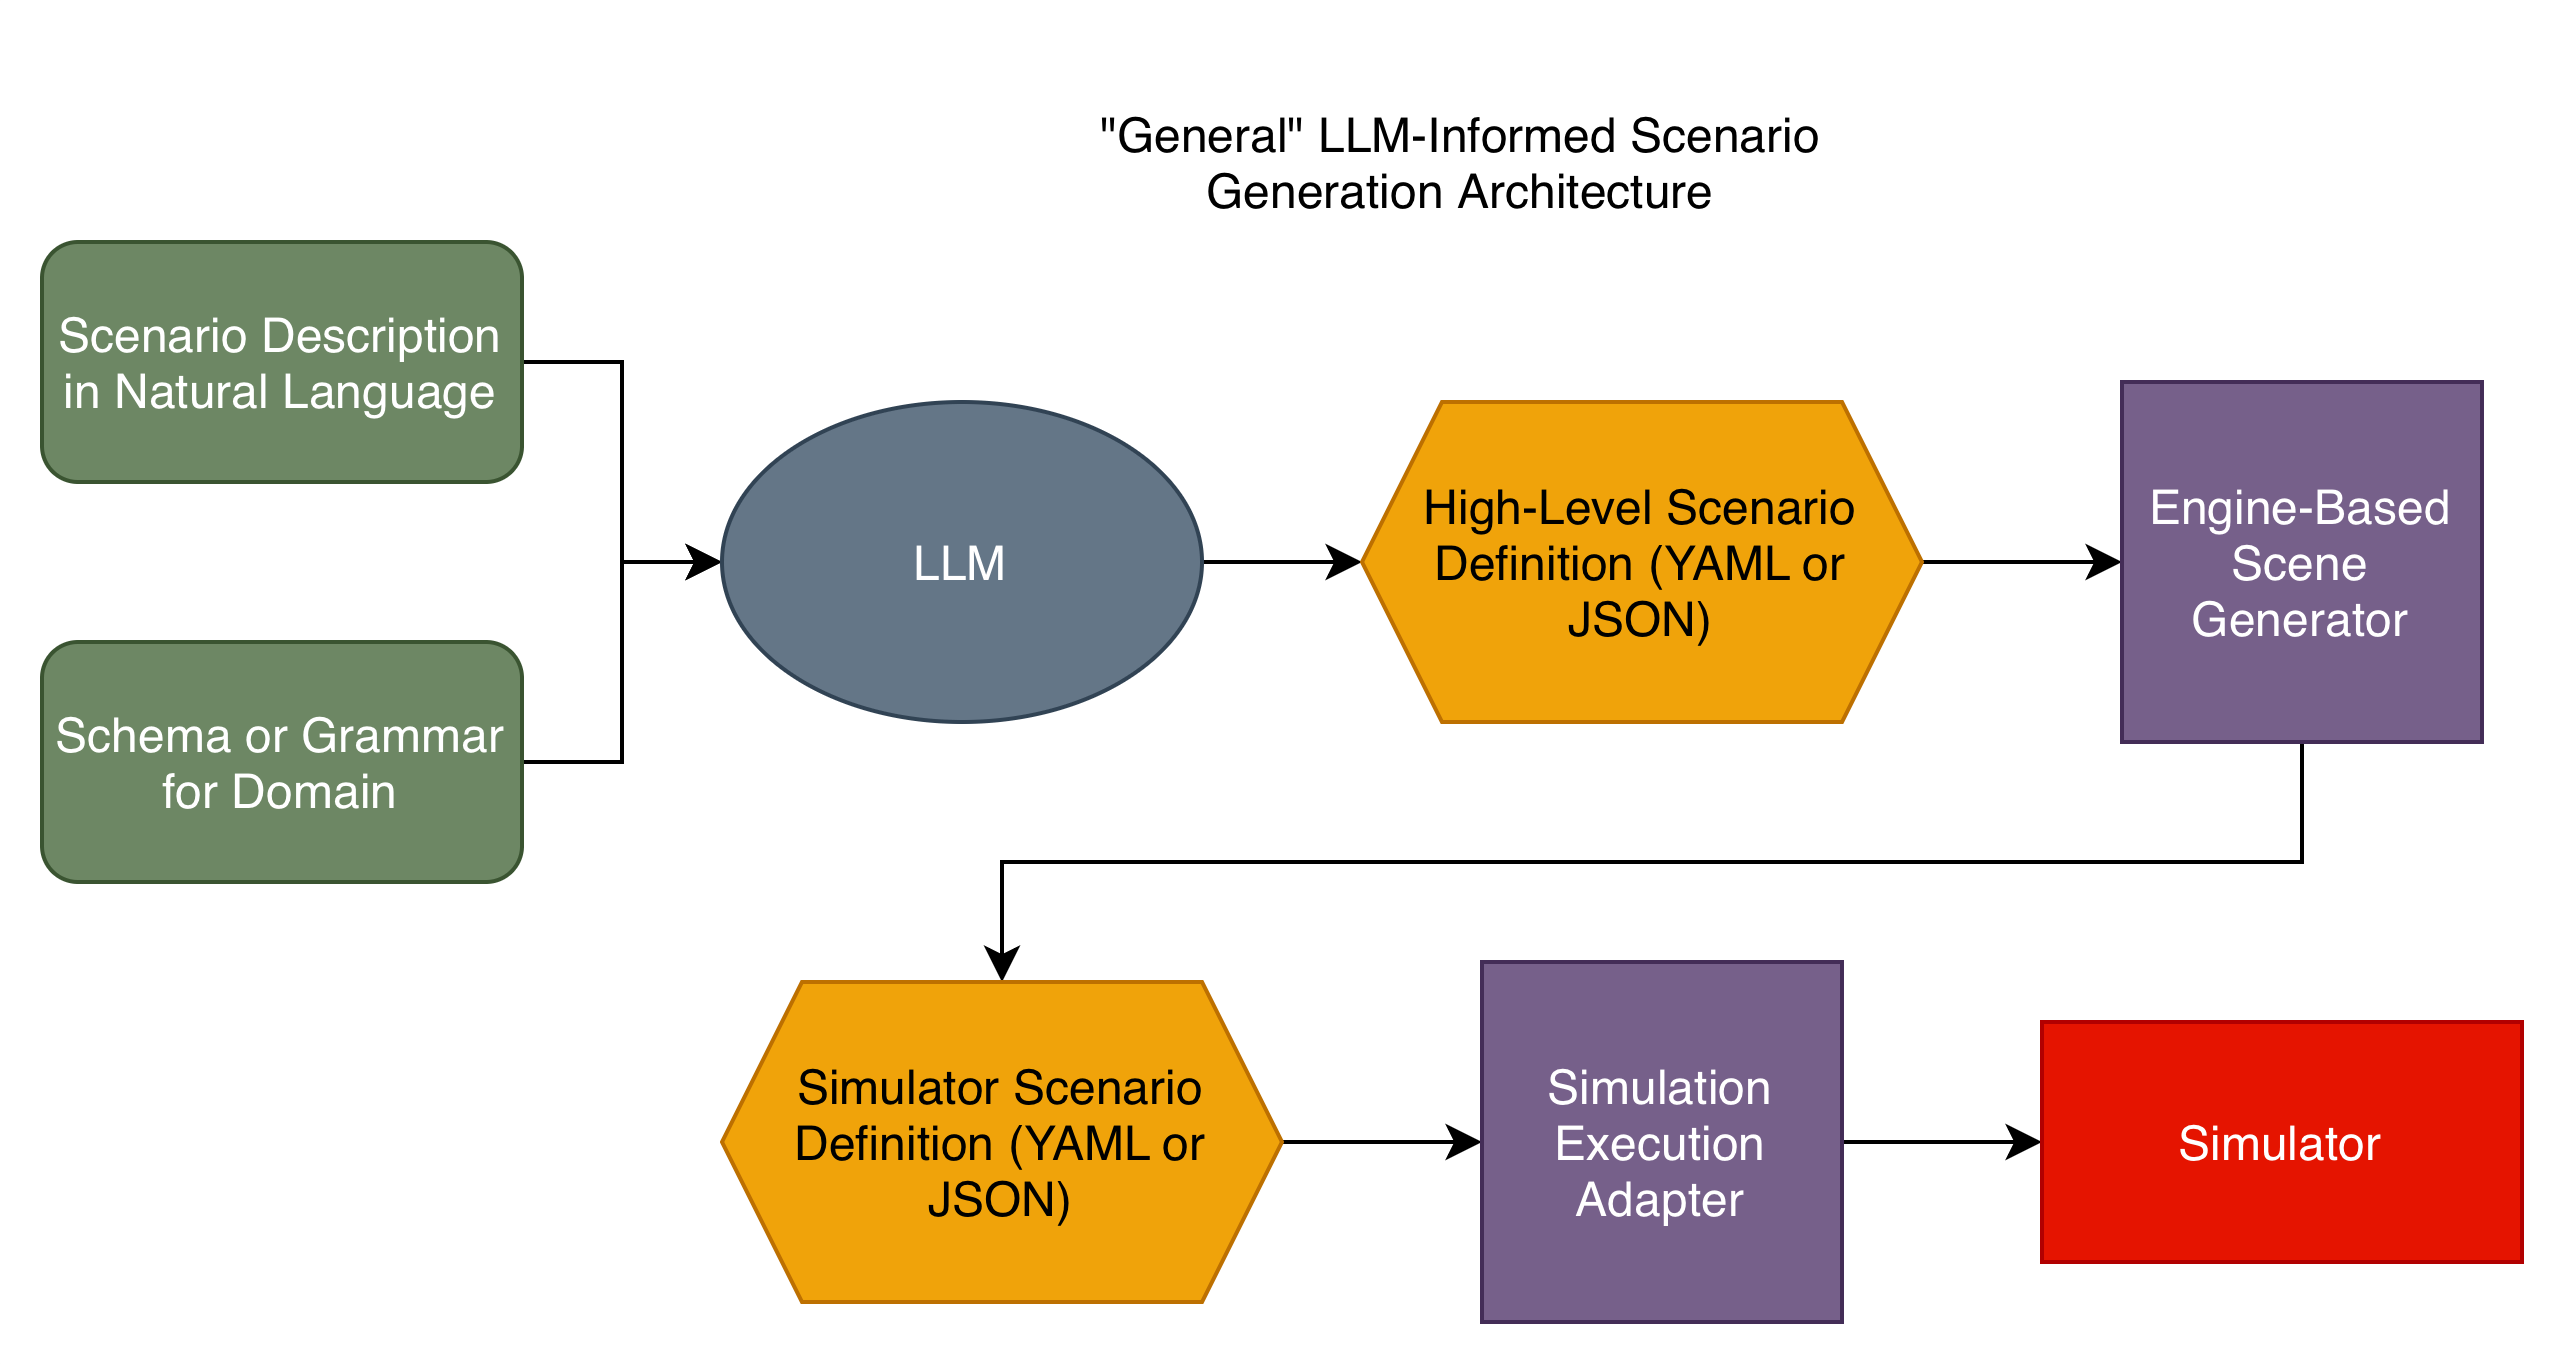 "General" LLM-Informed Scenario
Generation Architecture
Scenario Description
in Natural Language
Schema or Grammar
for Domain
LLM
High-Level Scenario
Definition (YAML or
JSON)
Engine-Based
Scene
Generator
Simulator Scenario
Definition (YAML or
JSON)
Simulation
Execution
Adapter
Simulator